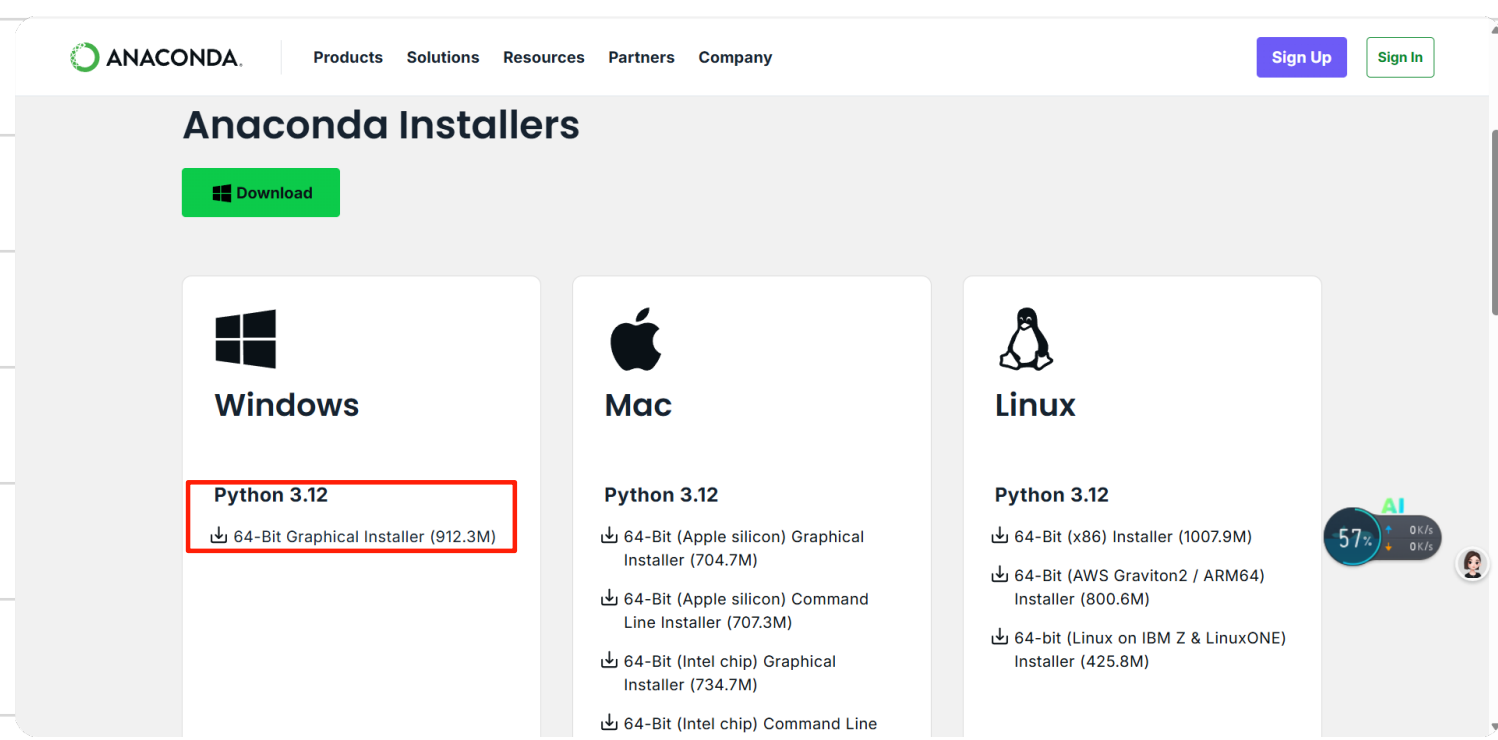 ANACONDA.
Products Solutions Resources Partners Company
Sign Up
Sign In
Anaconda Installers
Download
Windows
Python 3.12
64-Bit Graphical Installer (912.3M)
Mac
Python 3.12
64-Bit (Apple silicon) Graphical
Installer (704.7M)
64-Bit (Apple silicon) Command
Line Installer (707.3M)
64-Bit (Intel chip) Graphical
Installer (734.7M)
64-Bit (Intel chip) Command Line
Linux
Python 3.12
64-Bit (x86) Installer (1007.9M)
64-Bit (AWS Graviton2 / ARM64)
Installer (800.6M)
64-bit (Linux on IBM Z & LinuxONE)
Installer (425.8M)
AI
57%
0K/s
0K/s